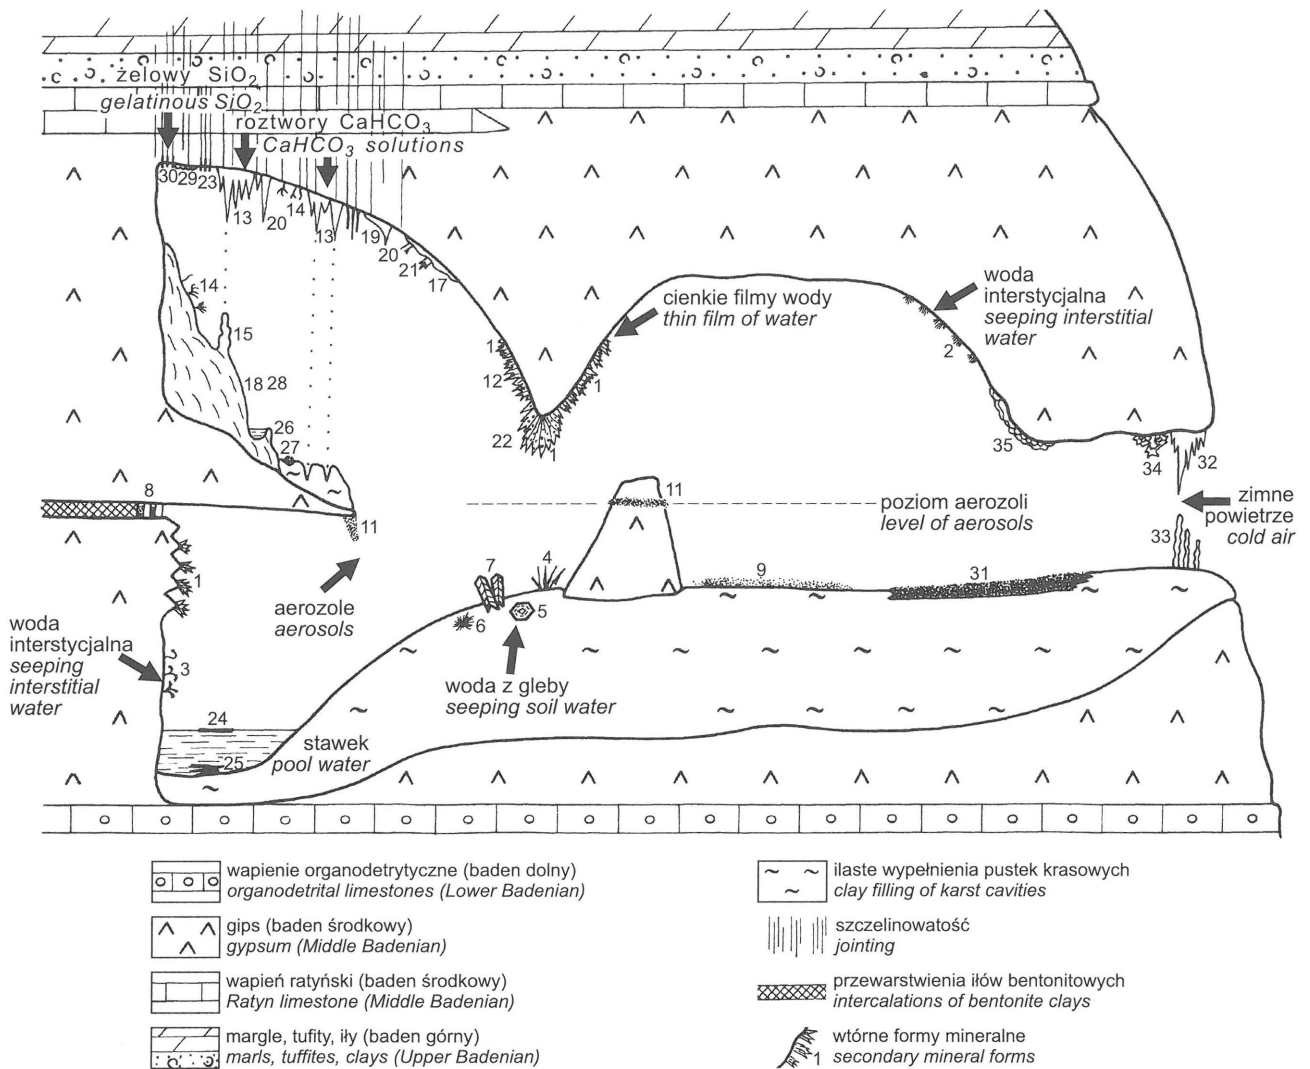 żelowy SiO2
gelatinous SiO2
roztwory CaHCO3
CaHCO3 solutions
30 29 23
13
20
14
13
19
20
21
17
14
15
18 28
26
27
cienkie filmy wody
thin film of water
12
12
1
22
1
woda
interstycjalna
seeping interstitial
water
2
35
34
32
8
11
11
poziom aerozoli
level of aerosols
zimne
powietrze
cold air
33
1
aerozole
aerosols
7
4
9
31
6
5
woda
interstycjalna
seeping
interstitial
water
3
woda z gleby
seeping soil water
24
stawek
pool water
25
wapienie organodetrytyczne (baden dolny)
organodetrital limestones (Lower Badenian)
gips (baden środkowy)
gypsum (Middle Badenian)
wapień ratyński (baden środkowy)
Ratyn limestone (Middle Badenian)
margle, tufity, iły (baden górny)
marls, tuffites, clays (Upper Badenian)
ilaste wypełnienia pustek krasowych
clay filling of karst cavities
szczelinowatość
jointing
przewarstwienia iłów bentonitowych
intercalations of bentonite clays
1
wtórne formy mineralne
secondary mineral forms